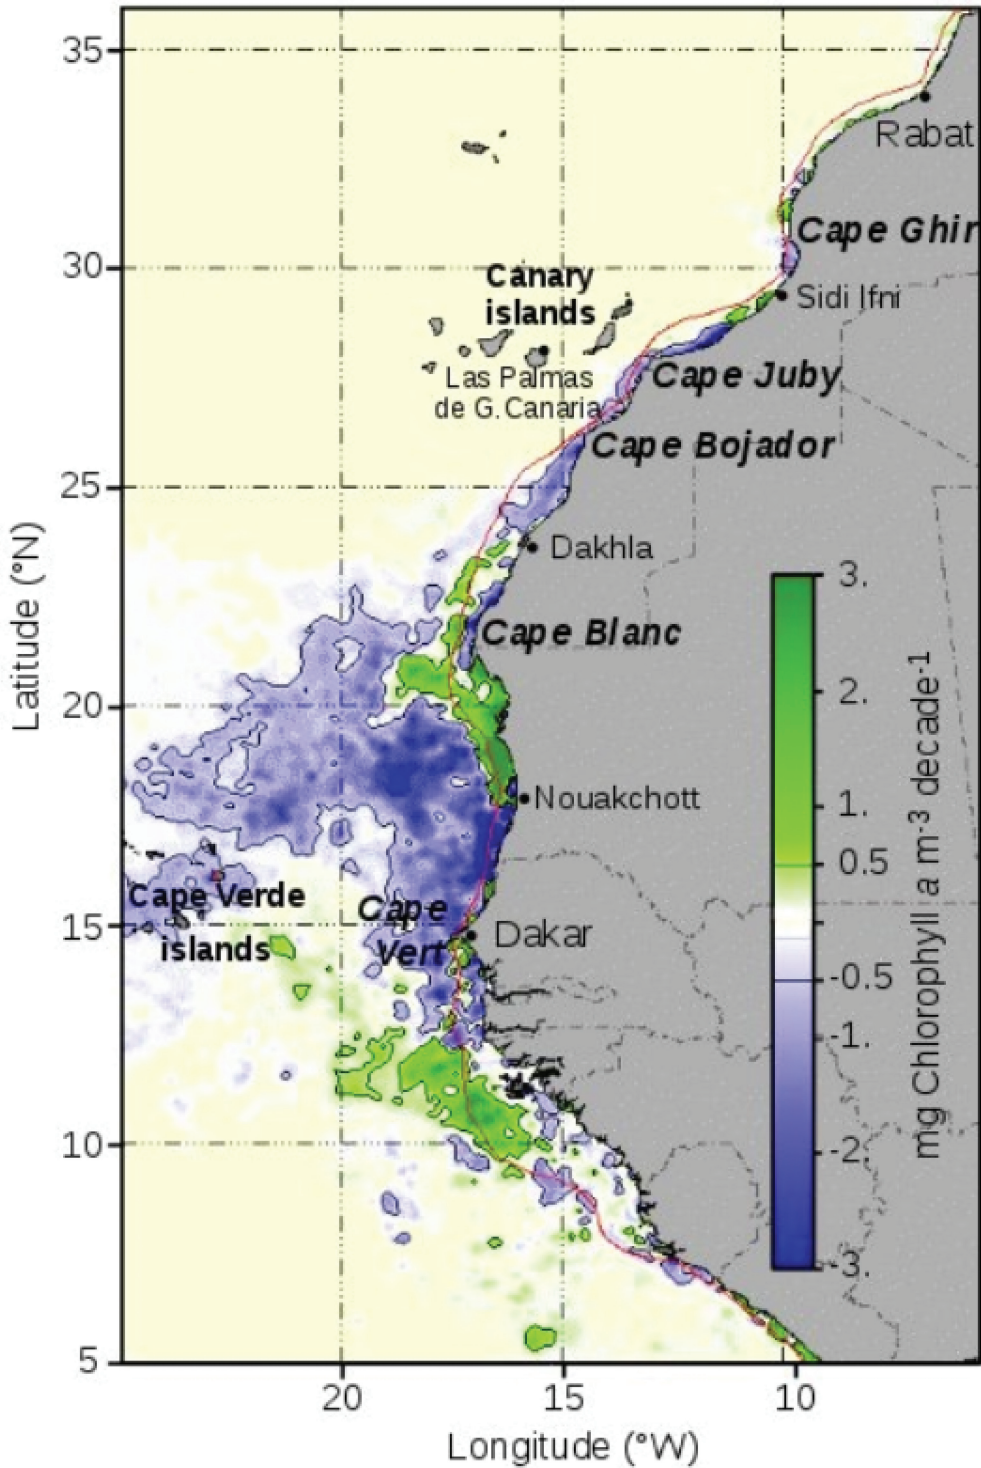 35
Rabat
Cape Ghir
30
Canary
islands
Sidi Ifni
Las Palmas
de G. Canaria
Cape Juby
Cape Bojador
25
Dakhla
Latitude (°N)
3.
Cape Blanc
2.
20
Nouakchott
1.
0.5
Cape Verde
islands
Cape
Vert
15
Dakar
-0.5
-1.
mg Chlorophyll a m-3 decade-1
10
-2.
-3.
5
20
15
10
Longitude (°W)